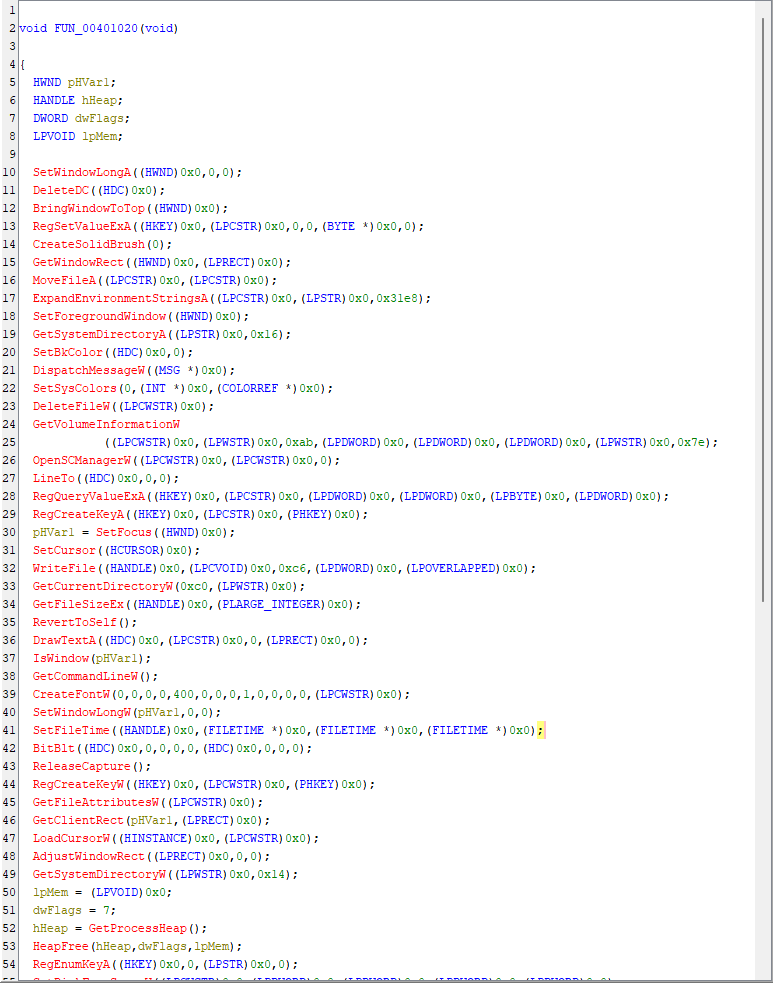 1
2 void FUN_00401020(void)
3
4 {
5 HWND pHVar1;
6 HANDLE hHeap;
7 DWORD dwFlags;
8 LPVOID lpMem;
9
10 SetWindowLongA((HWND)0x0,0,0);
11 DeleteDC((HDC)0x0);
12 BringWindowToTop((HWND)0x0);
13 RegSetValueExA((HKEY)0x0,(LPCSTR)0x0,0,0,(BYTE *)0x0,0);
14 CreateSolidBrush(0);
15 GetWindowRect((HWND)0x0,(LPRECT)0x0);
16 MoveFileA((LPCSTR)0x0,(LPCSTR)0x0);
17 ExpandEnvironmentStringsA((LPCSTR)0x0,(LPSTR)0x0,0x31e8);
18 SetForegroundWindow((HWND)0x0);
19 GetSystemDirectoryA((LPSTR)0x0,0x16);
20 SetBkColor((HDC)0x0,0);
21 DispatchMessageW((MSG *)0x0);
22 SetSysColors(0,(INT *)0x0,(COLORREF *)0x0);
23 DeleteFileW((LPCWSTR)0x0);
24 GetVolumeInformationW
25 ((LPCWSTR)0x0,(LPWSTR)0x0,0xab,(LPDWORD)0x0,(LPDWORD)0x0,(LPDWORD)0x0,(LPWSTR)0x0,0x7e);
26 OpenSCManagerW((LPCWSTR)0x0,(LPCWSTR)0x0,0);
27 LineTo((HDC)0x0,0,0);
28 RegQueryValueExA((HKEY)0x0,(LPCSTR)0x0,(LPDWORD)0x0,(LPDWORD)0x0,(LPBYTE)0x0,(LPDWORD)0x0);
29 RegCreateKeyA((HKEY)0x0,(LPCSTR)0x0,(PHKEY)0x0);
30 pHVar1 = SetFocus((HWND)0x0);
31 SetCursor((HCURSOR)0x0);
32 WriteFile((HANDLE)0x0,(LPCVOID)0x0,0xc6,(LPDWORD)0x0,(LPOVERLAPPED)0x0);
33 GetCurrentDirectoryW(0xc0,(LPWSTR)0x0);
34 GetFileSizeEx((HANDLE)0x0,(PLARGE_INTEGER)0x0);
35 RevertToSelf();
36 DrawTextA((HDC)0x0,(LPCSTR)0x0,0,(LPRECT)0x0,0);
37 IsWindow(pHVar1);
38 GetCommandLineW();
39 CreateFontW(0,0,0,0,400,0,0,0,1,0,0,0,0,(LPCWSTR)0x0);
40 SetWindowLongW(pHVar1,0,0);
41 SetFileTime((HANDLE)0x0,(FILETIME *)0x0,(FILETIME *)0x0,(FILETIME *)0x0);
42 BitBlt((HDC)0x0,0,0,0,0,(HDC)0x0,0,0,0);
43 ReleaseCapture();
44 RegCreateKeyW((HKEY)0x0,(LPCWSTR)0x0,(PHKEY)0x0);
45 GetFileAttributesW((LPCWSTR)0x0);
46 GetClientRect(pHVar1,(LPRECT)0x0);
47 LoadCursorW((HINSTANCE)0x0,(LPCWSTR)0x0);
48 AdjustWindowRect((LPRECT)0x0,0,0);
49 GetSystemDirectoryW((LPWSTR)0x0,0x14);
50 lpMem = (LPVOID)0x0;
51 dwFlags = 7;
52 hHeap = GetProcessHeap();
53 HeapFree(hHeap,dwFlags,lpMem);
54 RegEnumKeyA((HKEY)0x0,0,(LPSTR)0x0,0);